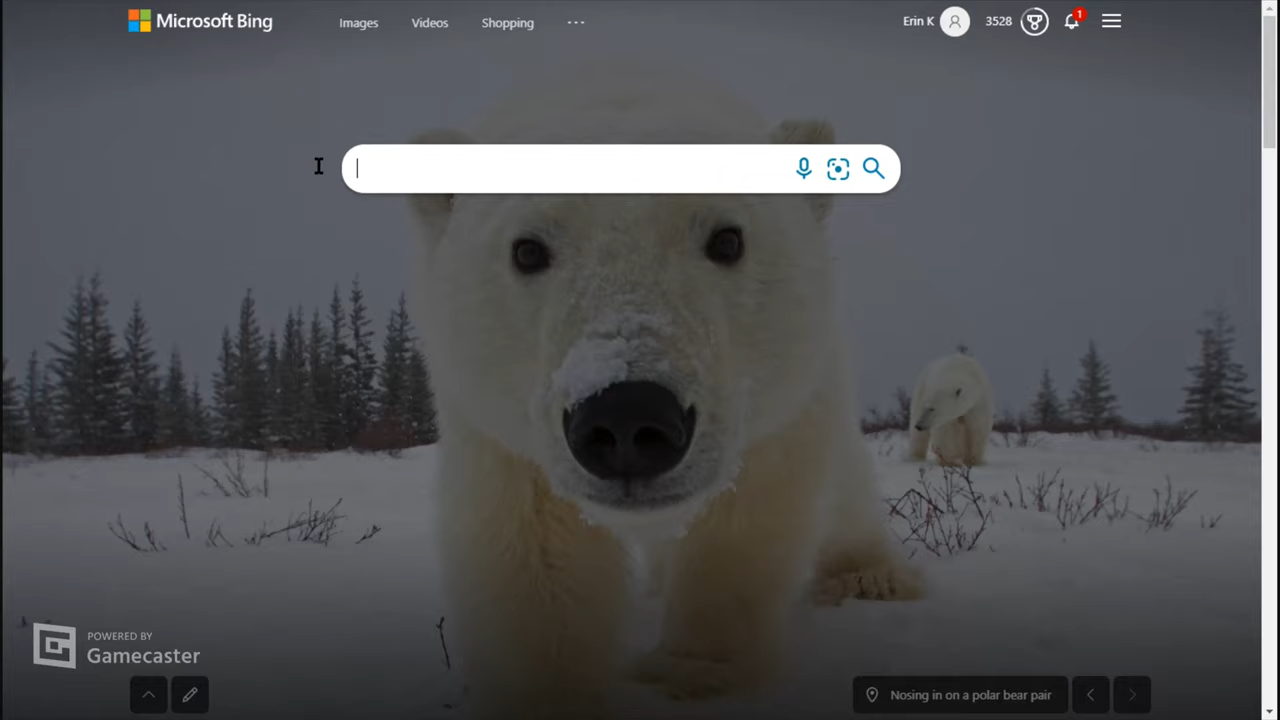 Microsoft Bing
Images
Videos
Shopping
Erin K
3528
1
POWERED BY
Gamecaster
Nosing in on a polar bear pair